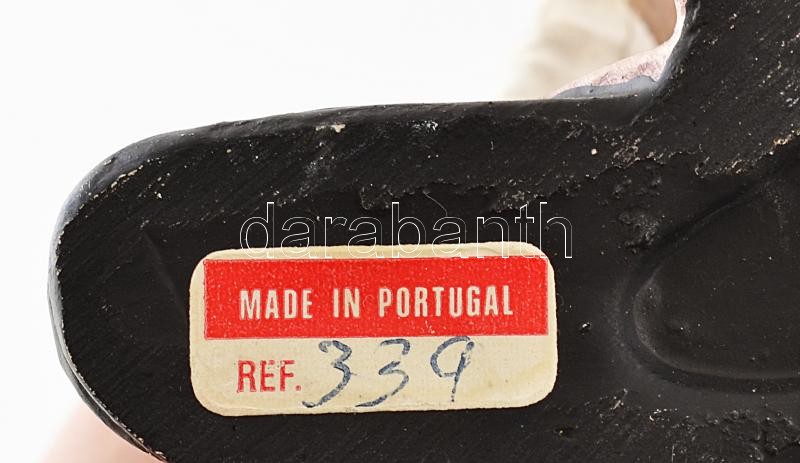 darabanth
MADE IN PORTUGAL
REF. 339